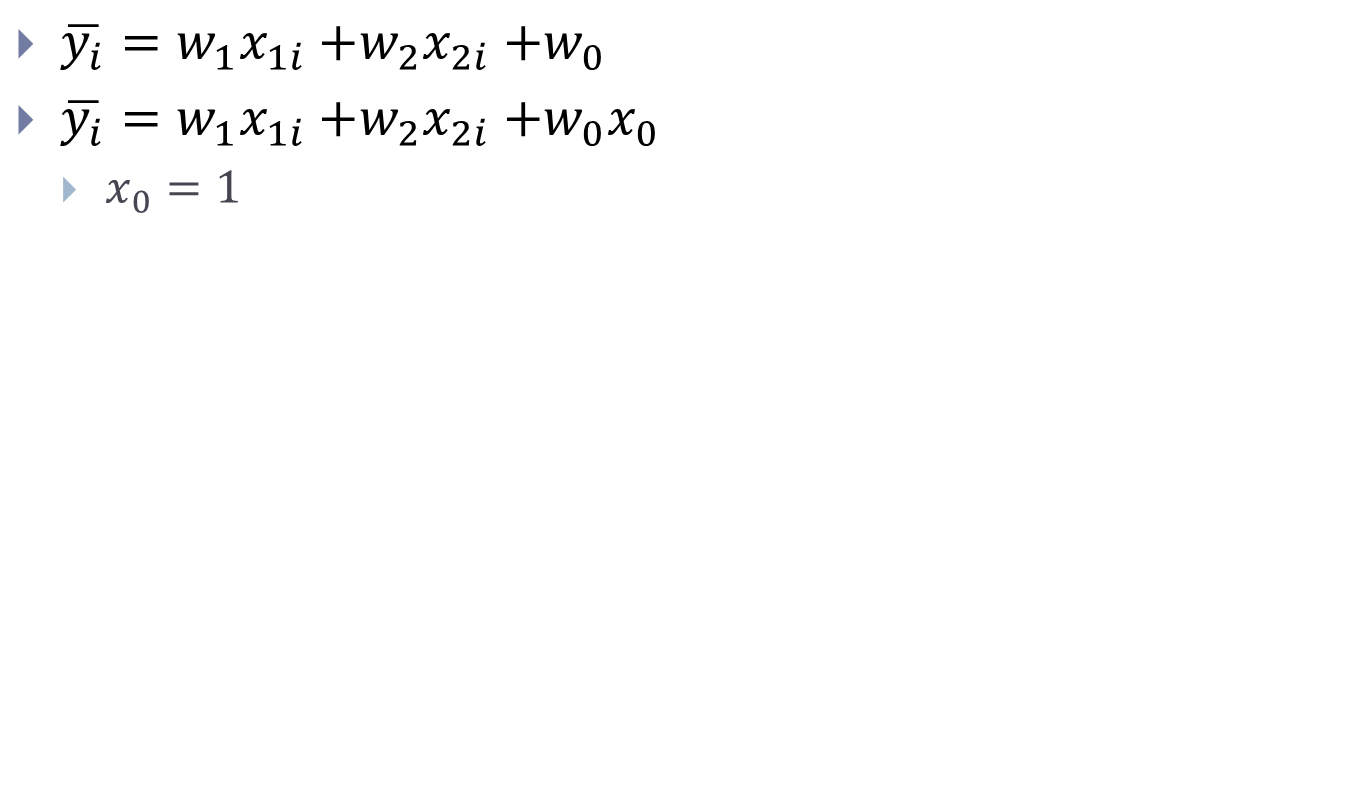 ȳᵢ = w₁x₁ᵢ +w₂x₂ᵢ +w₀
ȳᵢ = w₁x₁ᵢ +w₂x₂ᵢ +w₀x₀
x₀ = 1